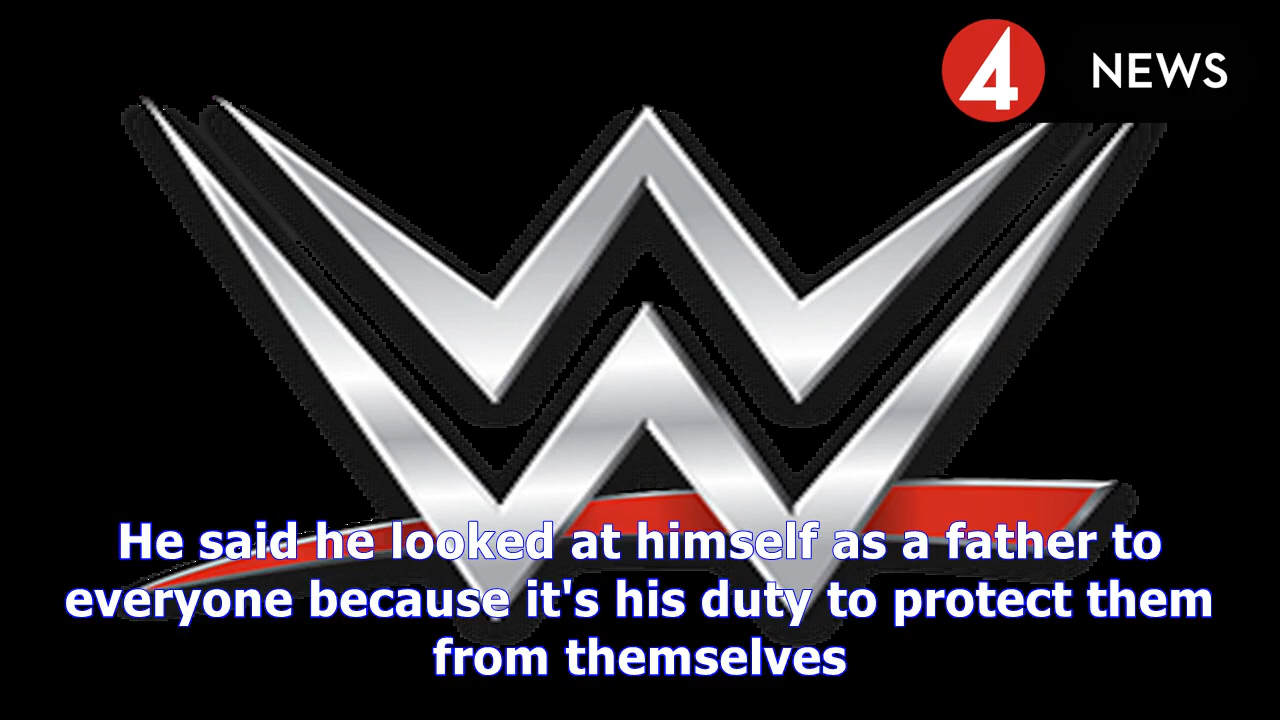 4 NEWS
He said he looked at himself as a father to
everyone because it's his duty to protect them
from themselves